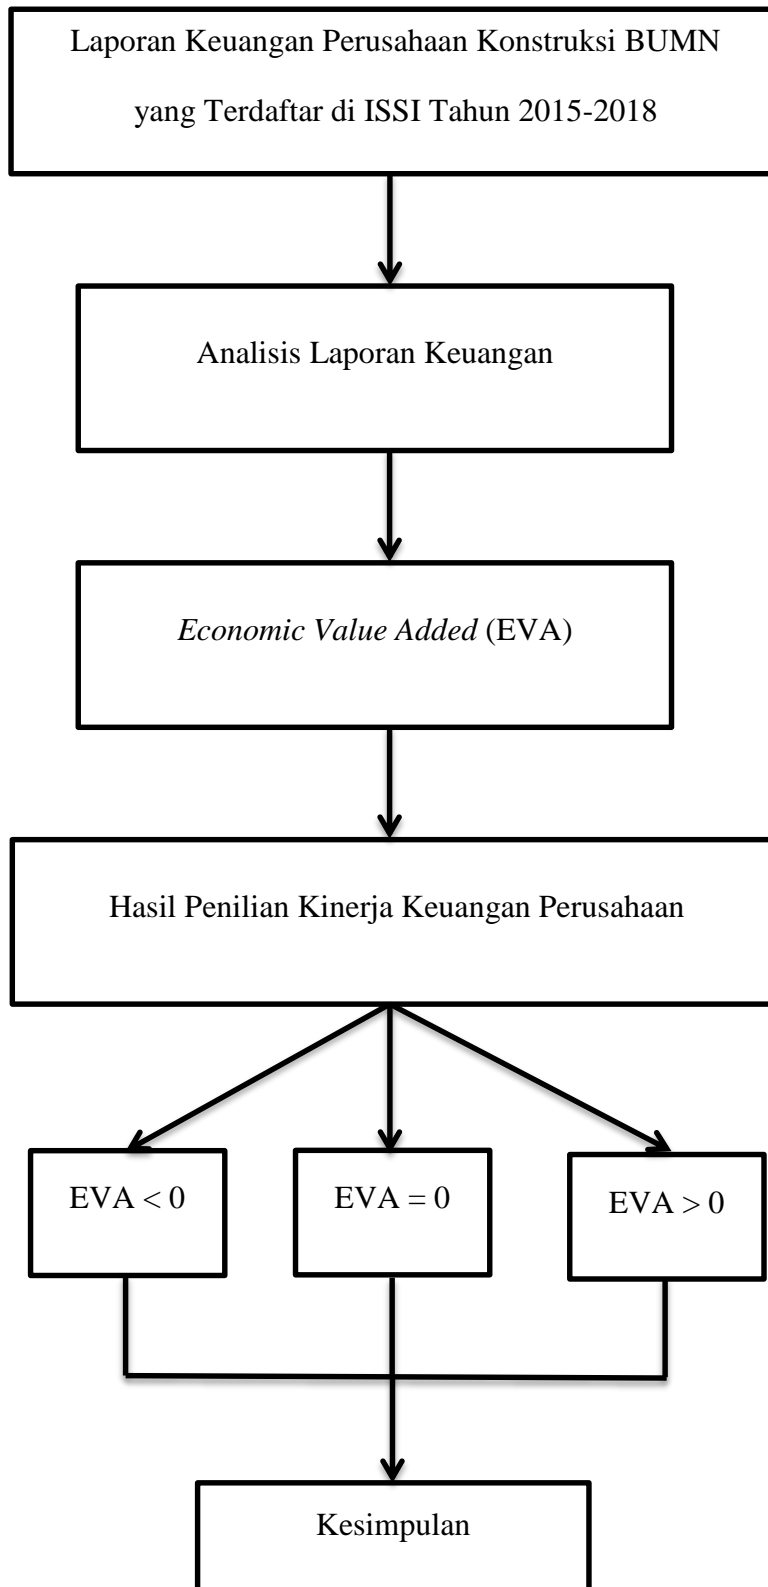 Laporan Keuangan Perusahaan Konstruksi BUMN
yang Terdaftar di ISSI Tahun 2015-2018
Analisis Laporan Keuangan
Economic Value Added (EVA)
Hasil Penilian Kinerja Keuangan Perusahaan
EVA < 0
EVA = 0
EVA > 0
Kesimpulan